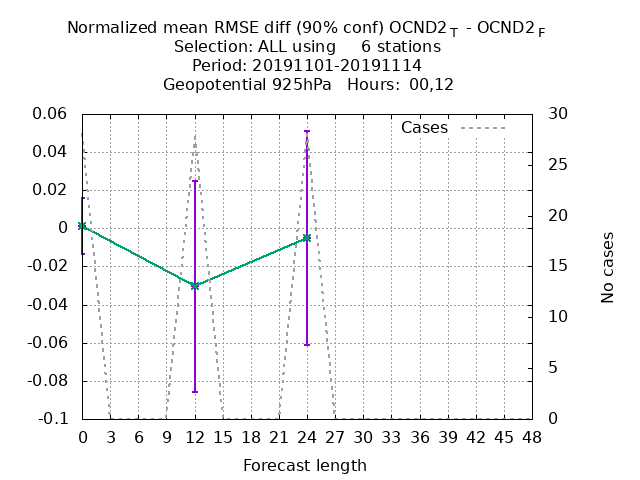 Normalized mean RMSE diff (90% conf) OCND2 T - OCND2 F
Selection: ALL using 6 stations
Period: 20191101-20191114
Geopotential 925hPa Hours: 00,12
Cases
0.06
0.04
0.02
0
-0.02
-0.04
-0.06
-0.08
-0.1
30
25
20
15
10
5
0
No cases
0 3 6 9 12 15 18 21 24 27 30 33 36 39 42 45 48
Forecast length